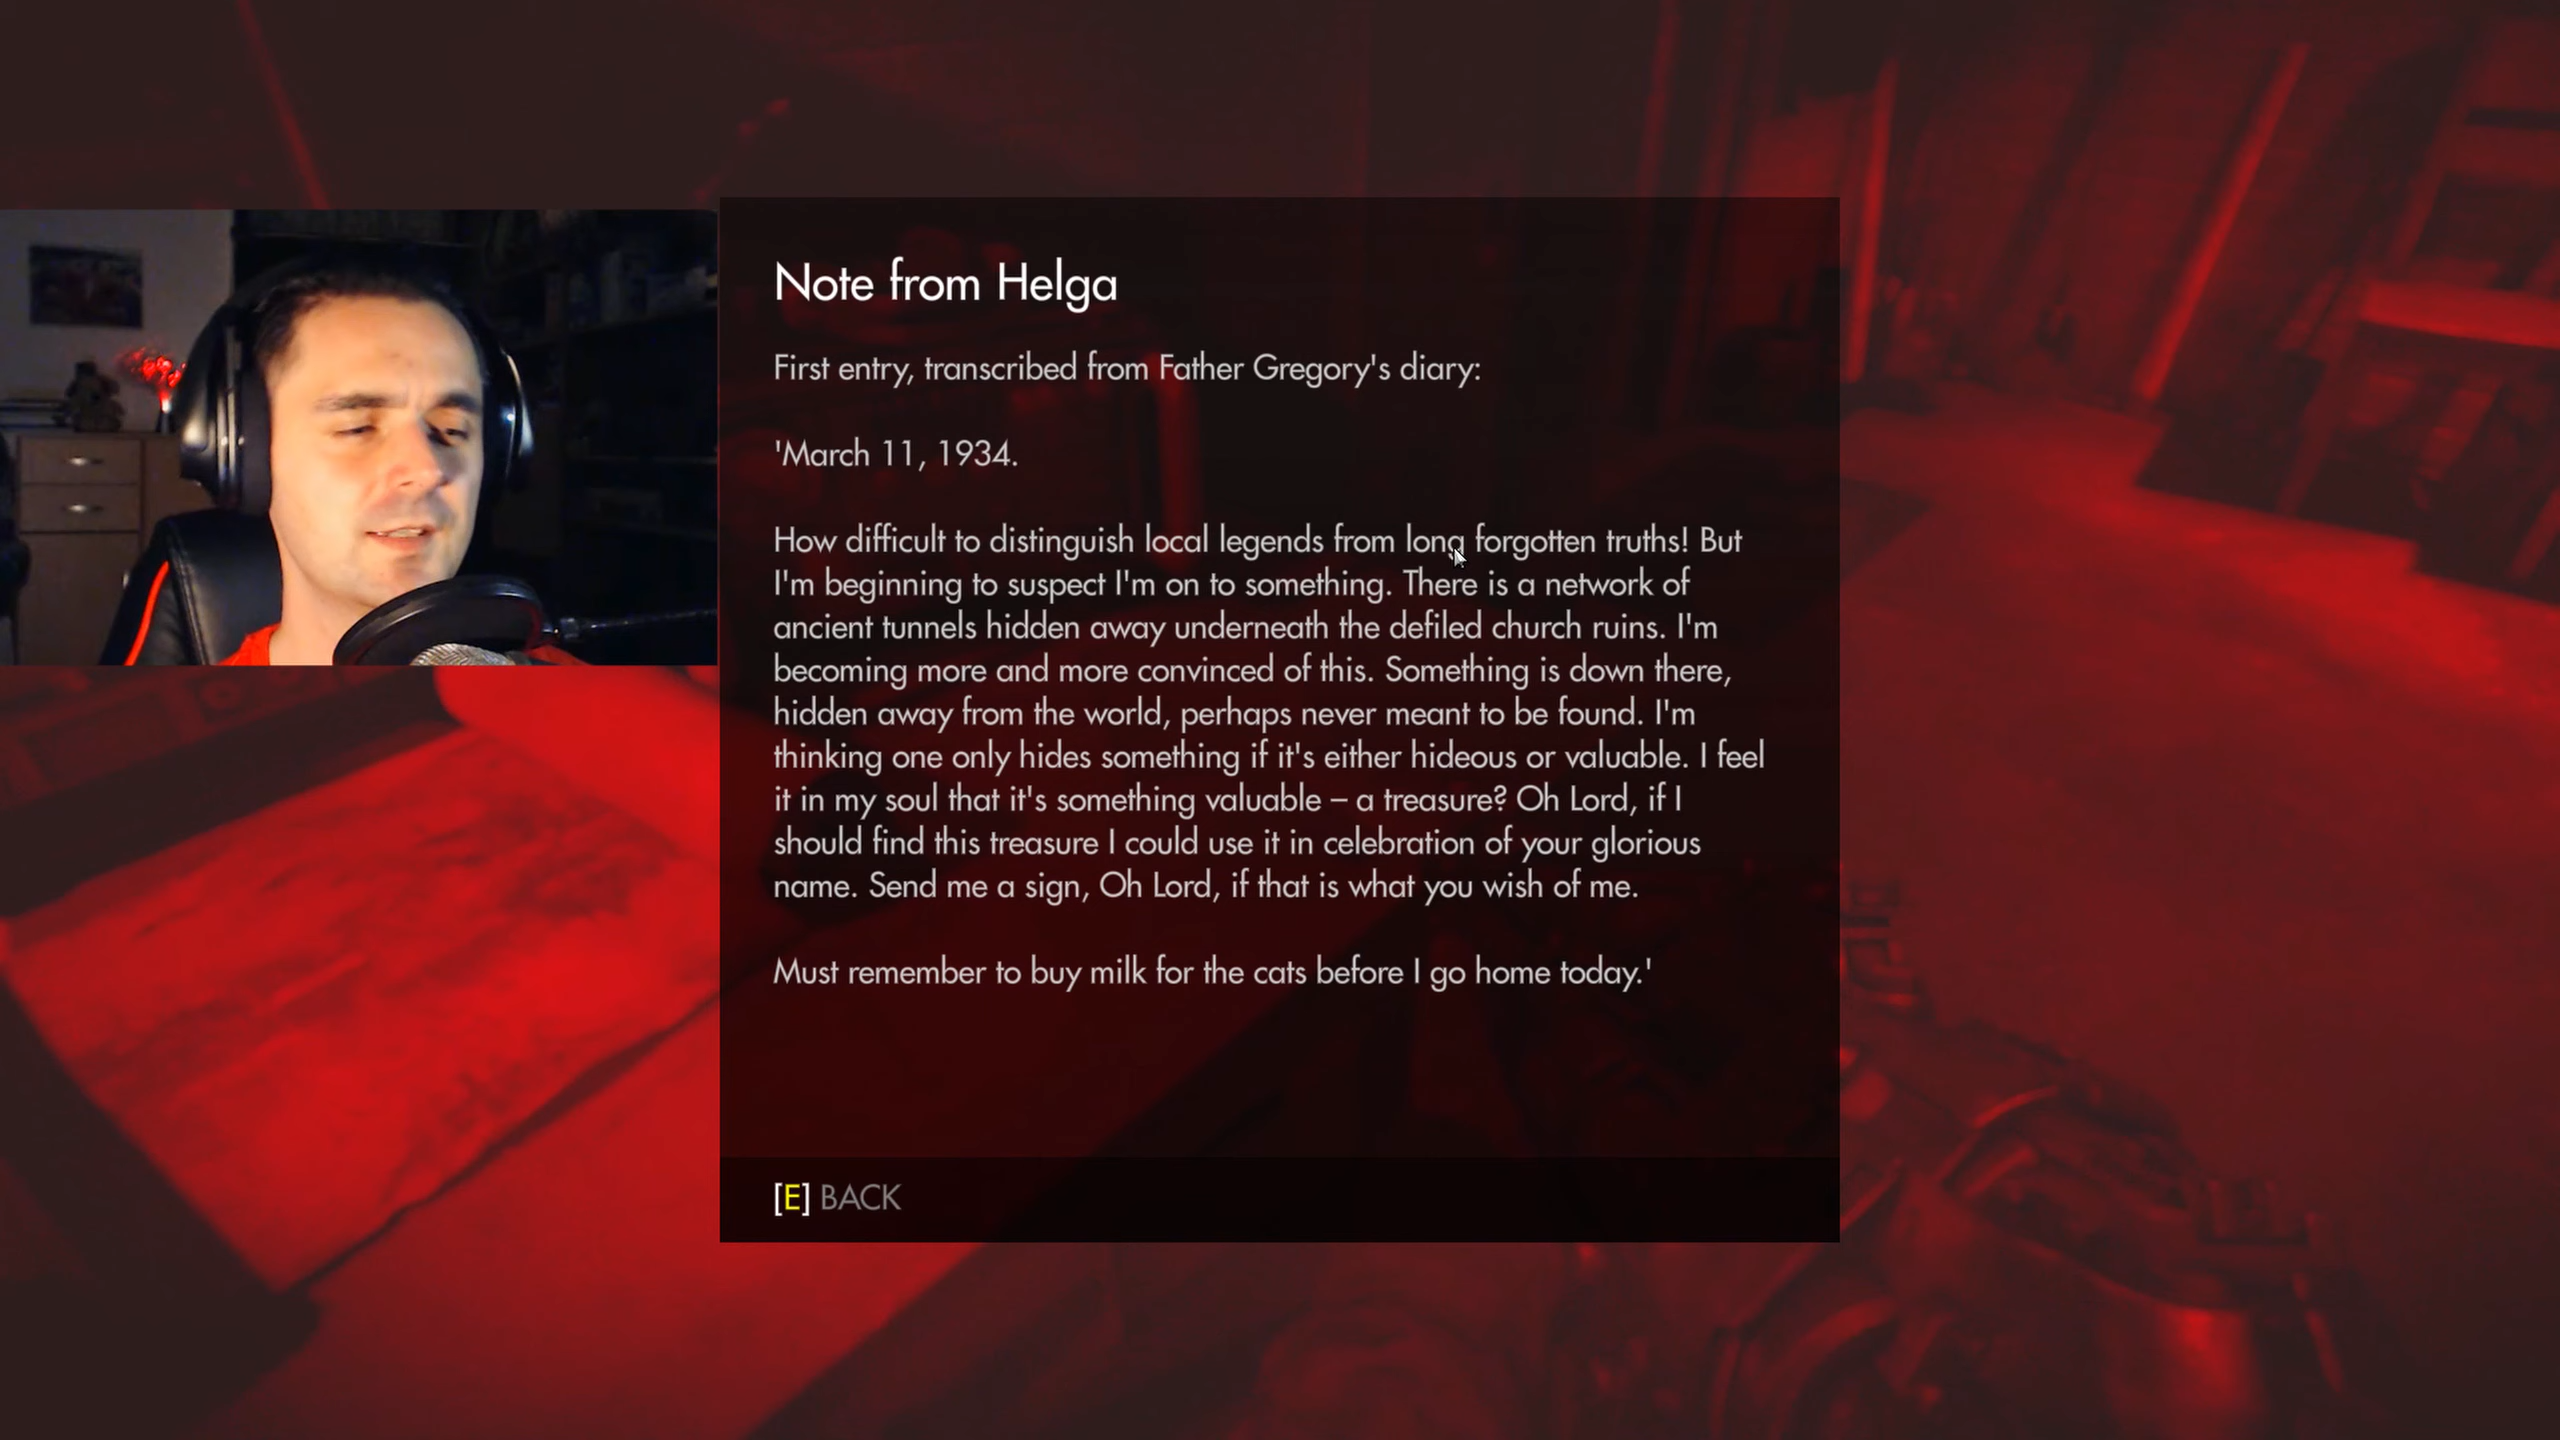 Note from Helga
First entry, transcribed from Father Gregory's diary:
'March 11, 1934.
How difficult to distinguish local legends from long forgotten truths! But
I'm beginning to suspect I'm on to something. There is a network of
ancient tunnels hidden away underneath the defiled church ruins. I'm
becoming more and more convinced of this. Something is down there,
hidden away from the world, perhaps never meant to be found. I'm
thinking one only hides something if it's either hideous or valuable. I feel
it in my soul that it's something valuable – a treasure? Oh Lord, if I
should find this treasure I could use it in celebration of your glorious
name. Send me a sign, Oh Lord, if that is what you wish of me.
Must remember to buy milk for the cats before I go home today.'
[E] BACK